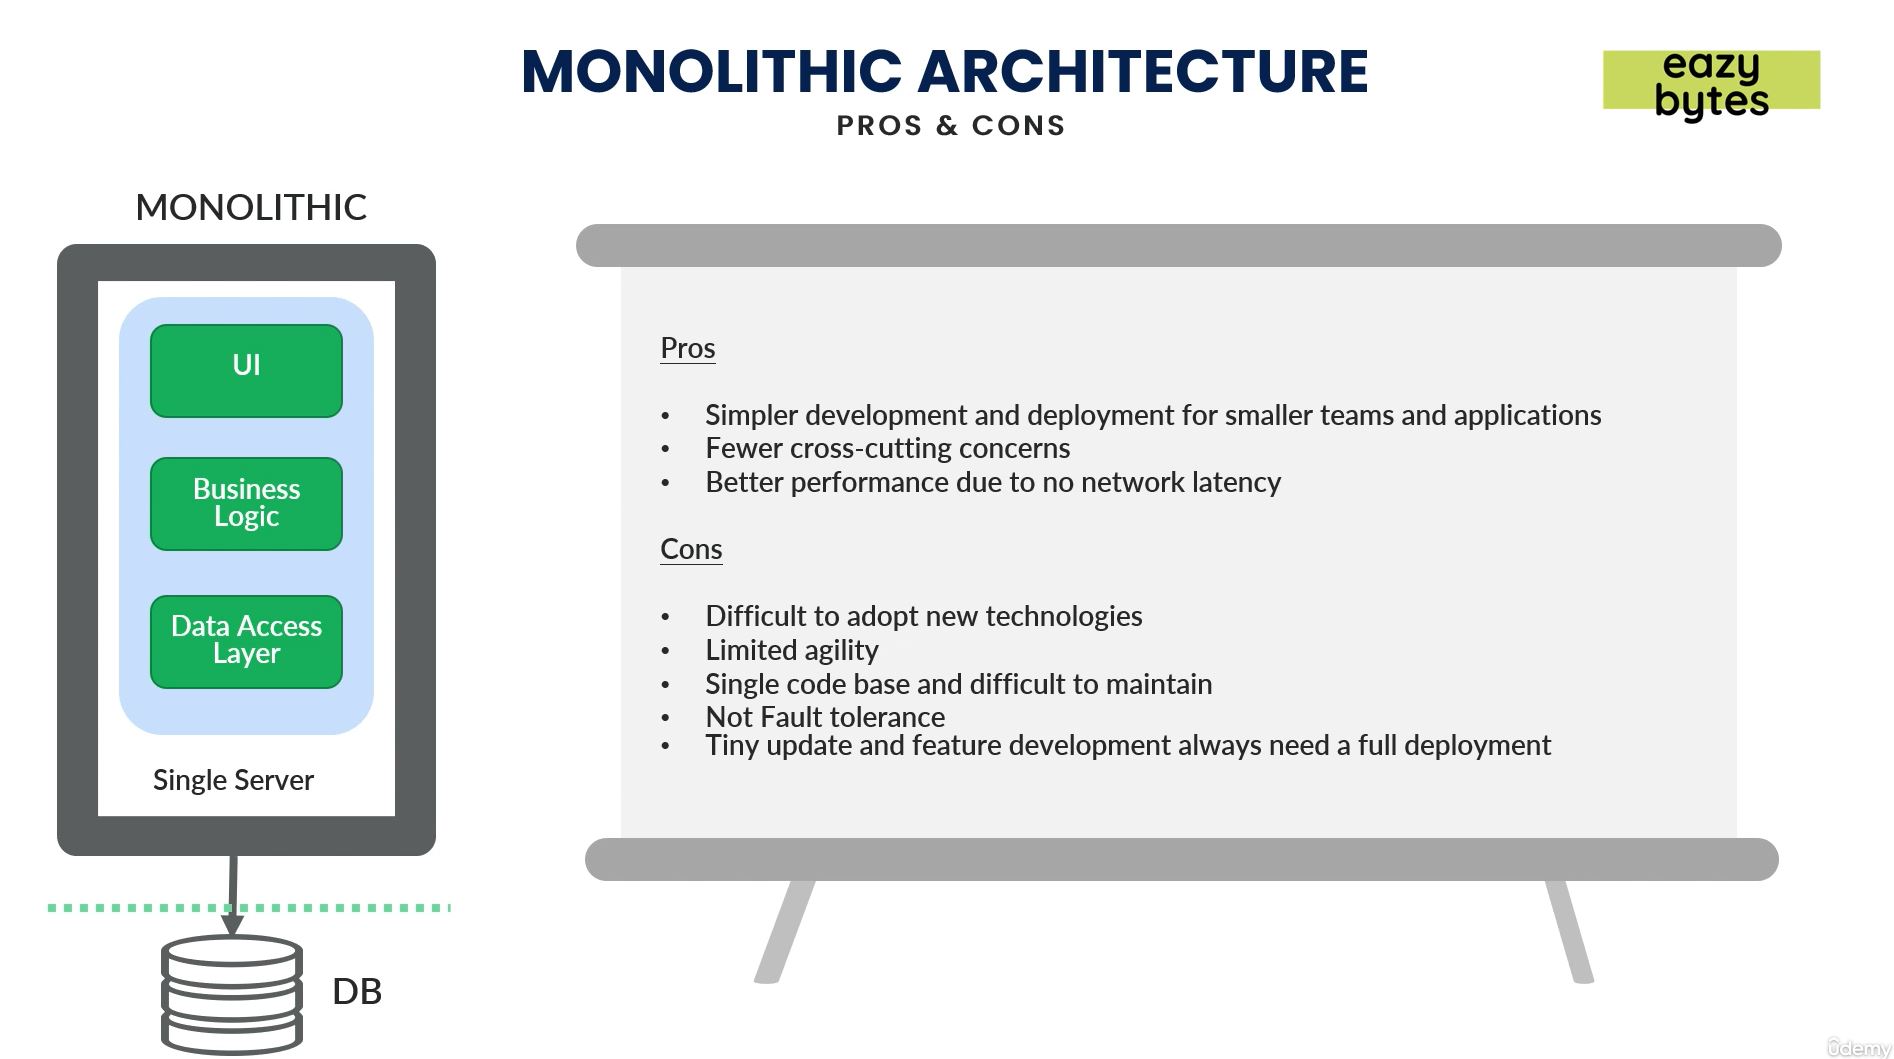 MONOLITHIC ARCHITECTURE
PROS & CONS
eazy
bytes
MONOLITHIC
UI
Business
Logic
Data Access
Layer
Single Server
DB
Pros
• Simpler development and deployment for smaller teams and applications
• Fewer cross-cutting concerns
• Better performance due to no network latency
Cons
• Difficult to adopt new technologies
• Limited agility
• Single code base and difficult to maintain
• Not Fault tolerance
• Tiny update and feature development always need a full deployment
ûdemy